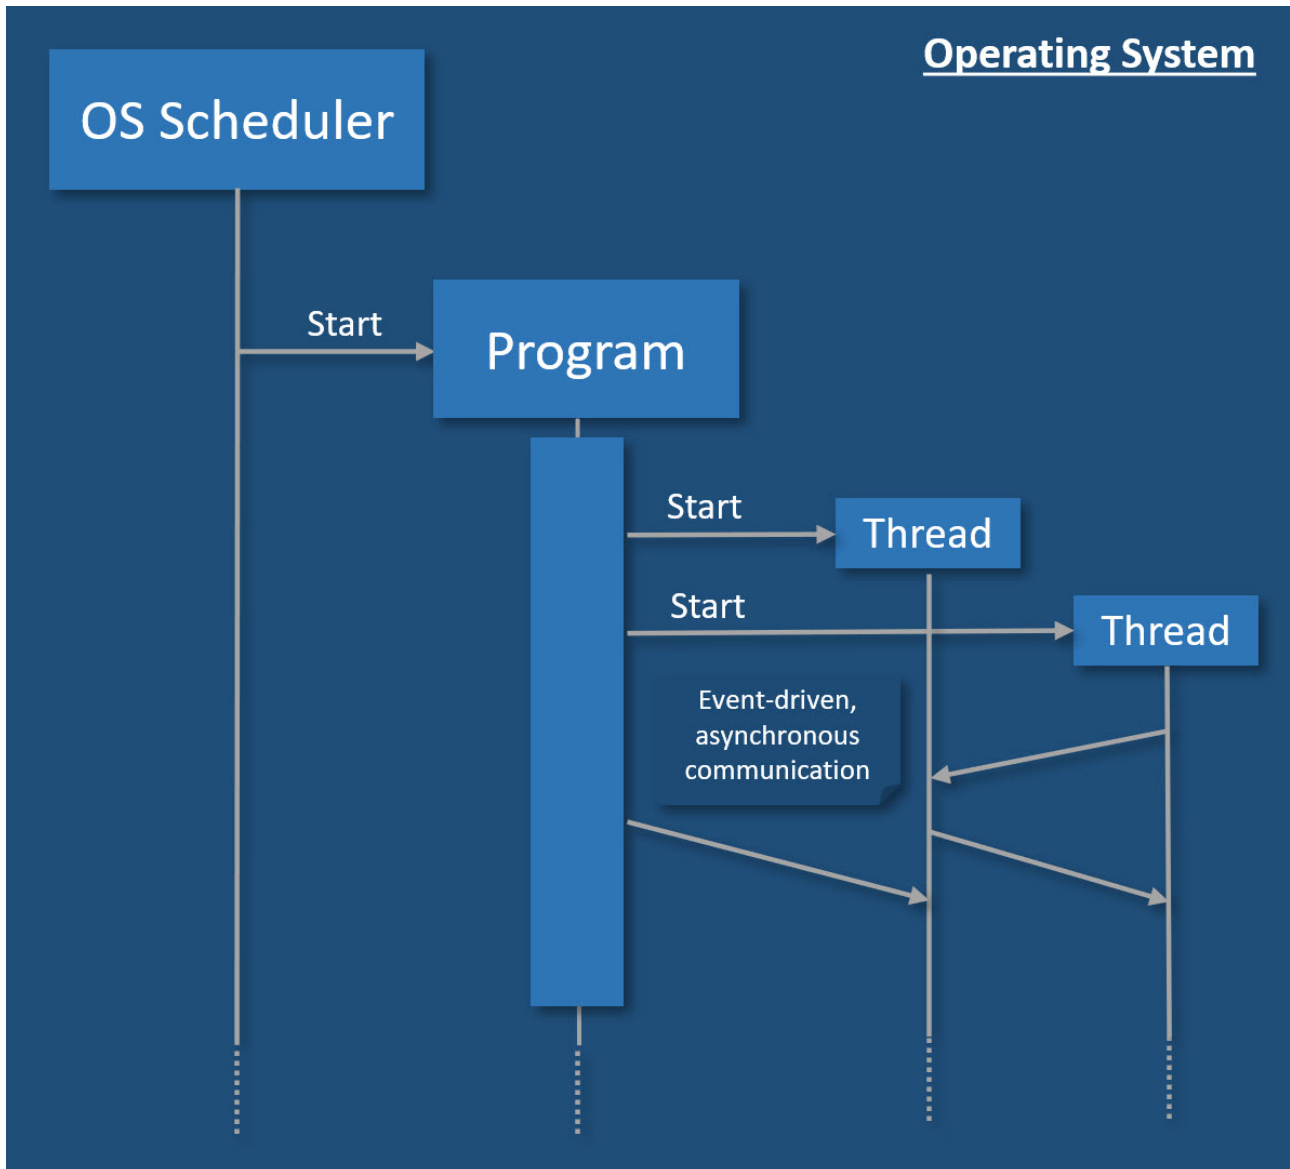 Operating System
OS Scheduler
Start
Program
Start
Thread
Start
Thread
Event-driven,
asynchronous
communication